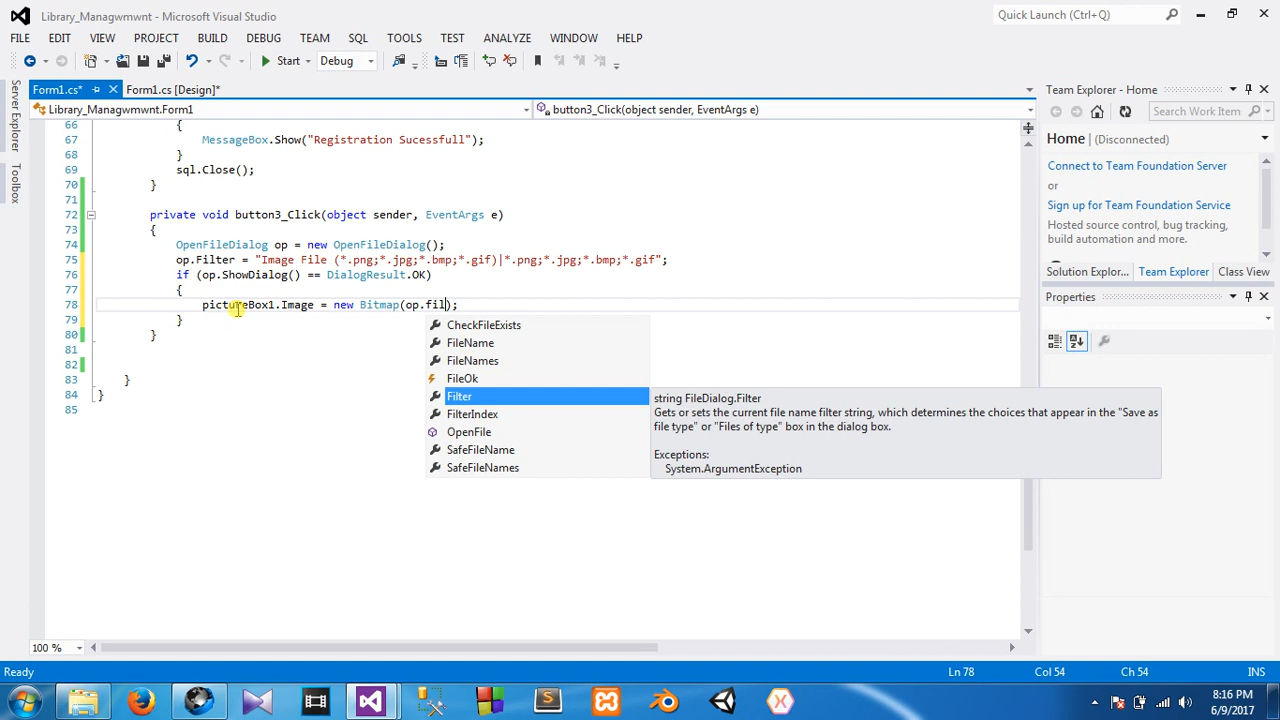 Library_Managwmwnt - Microsoft Visual Studio
Quick Launch (Ctrl+Q)
FILE EDIT VIEW PROJECT BUILD DEBUG TEAM SQL TOOLS TEST ANALYZE WINDOW HELP
Start Debug
Server Explorer
Toolbox
Form1.cs* Form1.cs [Design]*
Library_Managwmwnt.Form1 button3_Click(object sender, EventArgs e)
66 {
67 MessageBox.Show("Registration Sucessfull");
68 }
69 sql.Close();
70 }
71
72 private void button3_Click(object sender, EventArgs e)
73 {
74 OpenFileDialog op = new OpenFileDialog();
75 op.Filter = "Image File (*.png;*.jpg;*.bmp;*.gif)|*.png;*.jpg;*.bmp;*.gif";
76 if (op.ShowDialog() == DialogResult.OK)
77 {
78 pictureBox1.Image = new Bitmap(op.fil);
79 }
80 }
81
82
83 }
84 }
85
CheckFileExists
FileName
FileNames
FileOk
Filter
FilterIndex
OpenFile
SafeFileName
SafeFileNames
string FileDialog.Filter
Gets or sets the current file name filter string, which determines the choices that appear in the "Save as
file type" or "Files of type" box in the dialog box.
Exceptions:
System.ArgumentException
Team Explorer - Home
Search Work Item
Home (Disconnected)
Connect to Team Foundation Server
or
Sign up for Team Foundation Service
Hosted source control, bug tracking,
build automation and more.
Solution Explor... Team Explorer Class View
Properties
100 %
Ready Ln 78 Col 54 Ch 54 INS
8:16 PM
6/9/2017